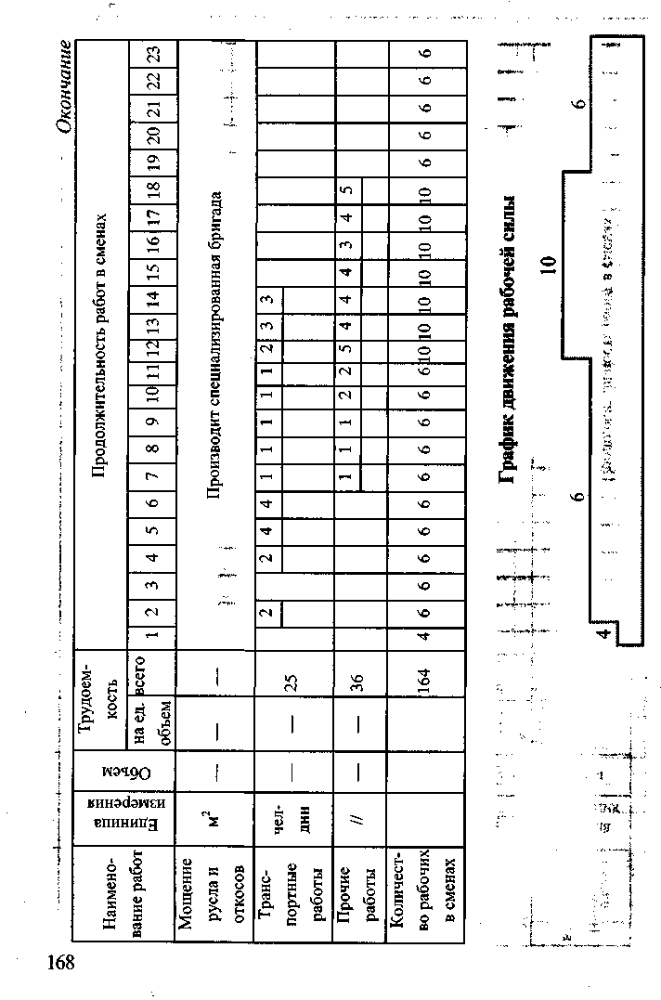 Окончание
Наимено-
вание работ
Единица
измерения
Объем
Трудоем-
кость
на ед.
объем
всего
Продолжительность работ в сменах
1 2 3 4 5 6 7 8 9 10 11 12 13 14 15 16 17 18 19 20 21 22 23
Мощение
русла и
откосов
м²
— — —
Производит специализированная бригада
Транс-
портные
работы
чел-
дни
— — 25
2 2 4 4 1 1 1 1 1 2 3 3
Прочие
работы
//
— — 36
1 1 1 2 2 5 4 4 4 3 4 5
Количест-
во рабочих
в сменах
164
4 6 6 6 6 6 6 6 6 6 6 10 10 10 10 10 10 10 6 6 6 6 6
График движения рабочей силы
4 6 10 6
168